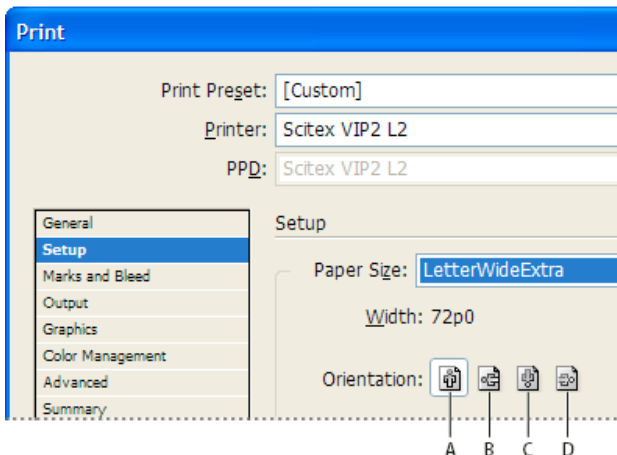 Print
Print Preset: [Custom]
Printer: Scitex VIP2 L2
PPD: Scitex VIP2 L2
General
Setup
Marks and Bleed
Output
Graphics
Color Management
Advanced
Summary
Setup
Paper Size: LetterWideExtra
Width: 72p0
Orientation:
A B C D